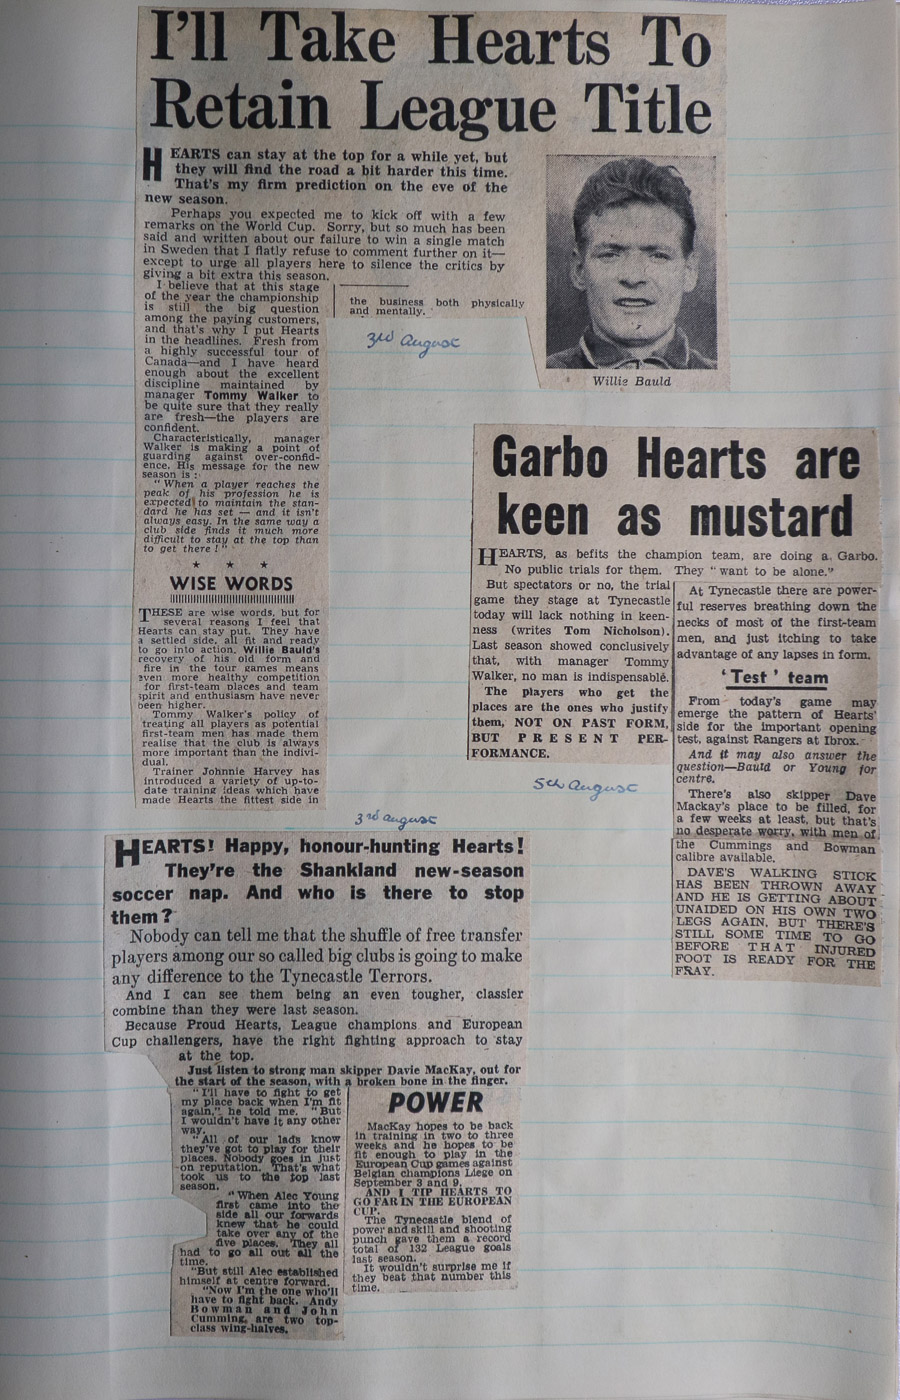 I'll Take Hearts To
Retain League Title
HEARTS can stay at the top for a while yet, but
they will find the road a bit harder this time.
That's my firm prediction on the eve of the
new season.
Perhaps you expected me to kick off with a few
remarks on the World Cup. Sorry, but so much has been
said and written about our failure to win a single match
in Sweden that I flatly refuse to comment further on it—
except to urge all players here to silence the critics by
giving a bit extra this season.
I believe that at this stage
of the year the championship
is still the big question
among the paying customers,
and that's why I put Hearts
in the headlines. Fresh from
a highly successful tour of
Canada—and I have heard
enough about the excellent
discipline maintained by
manager Tommy Walker to
be quite sure that they really
are fresh—the players are
confident.
Characteristically, manager
Walker is making a point of
guarding against over-confid-
ence. His message for the new
season is:
"When a player reaches the
peak of his profession he is
expected to maintain the stan-
dard he has set — and it isn't
always easy. In the same way a
club side finds it much more
difficult to stay at the top than
to get there!"
★ ★ ★
WISE WORDS
THESE are wise words, but for
several reasons I feel that
Hearts can stay put. They have
a settled side, all fit and ready
to go into action. Willie Bauld's
recovery of his old form and
fire in the tour games means
even more healthy competition
for first-team places and team
spirit and enthusiasm have never
been higher.
Tommy Walker's policy of
treating all players as potential
first-team men has made them
realise that the club is always
more important than the indivi-
dual.
Trainer Johnnie Harvey has
introduced a variety of up-to-
date training ideas which have
made Hearts the fittest side in
the business both physically
and mentally.
3rd August
Willie Bauld
Garbo Hearts are
keen as mustard
HEARTS, as befits the champion team, are doing a Garbo.
No public trials for them. They "want to be alone."
But spectators or no, the trial
game they stage at Tynecastle
today will lack nothing in keen-
ness (writes Tom Nicholson).
Last season showed conclusively
that, with manager Tommy
Walker, no man is indispensable.
The players who get the
places are the ones who justify
them, NOT ON PAST FORM,
BUT PRESENT PER-
FORMANCE.
At Tynecastle there are power-
ful reserves breathing down the
necks of most of the first-team
men, and just itching to take
advantage of any lapses in form.
'Test' team
From today's game may
emerge the pattern of Hearts'
side for the important opening
test, against Rangers at Ibrox.
And it may also answer the
question—Bauld or Young for
centre.
There's also skipper Dave
Mackay's place to be filled, for
a few weeks at least, but that's
no desperate worry, with men of
the Cummings and Bowman
calibre available.
DAVE'S WALKING STICK
HAS BEEN THROWN AWAY
AND HE IS GETTING ABOUT
UNAIDED ON HIS OWN TWO
LEGS AGAIN, BUT THERE'S
STILL SOME TIME TO GO
BEFORE THAT INJURED
FOOT IS READY FOR THE
FRAY.
5th August
3rd August
HEARTS! Happy, honour-hunting Hearts!
They're the Shankland new-season
soccer nap. And who is there to stop
them?
Nobody can tell me that the shuffle of free transfer
players among our so called big clubs is going to make
any difference to the Tynecastle Terrors.
And I can see them being an even tougher, classier
combine than they were last season.
Because Proud Hearts, League champions and European
Cup challengers, have the right fighting approach to stay
at the top.
Just listen to strong man skipper Davie MacKay, out for
the start of the season, with a broken bone in the finger.
"I'll have to fight to get
my place back when I'm fit
again," he told me. "But
I wouldn't have it any other
way.
"All of our lads know
they've got to play for their
places. Nobody goes in just
on reputation. That's what
took us to the top last
season.
"When Alec Young
first came into the
side all our forwards
knew that he could
take over any of the
five places. They all
had to go all out all the
time.
"But still Alec established
himself at centre forward.
"Now I'm the one who'll
have to fight back. Andy
Bowman and John
Cumming, are two top-
class wing-halves.
POWER
MacKay hopes to be back
in training in two to three
weeks and he hopes to be
fit enough to play in the
European Cup games against
Belgian champions Liege on
September 3 and 9.
AND I TIP HEARTS TO
GO FAR IN THE EUROPEAN
CUP.
The Tynecastle blend of
power and skill and shooting
punch gave them a record
total of 132 League goals
last season.
It wouldn't surprise me if
they beat that number this
time.